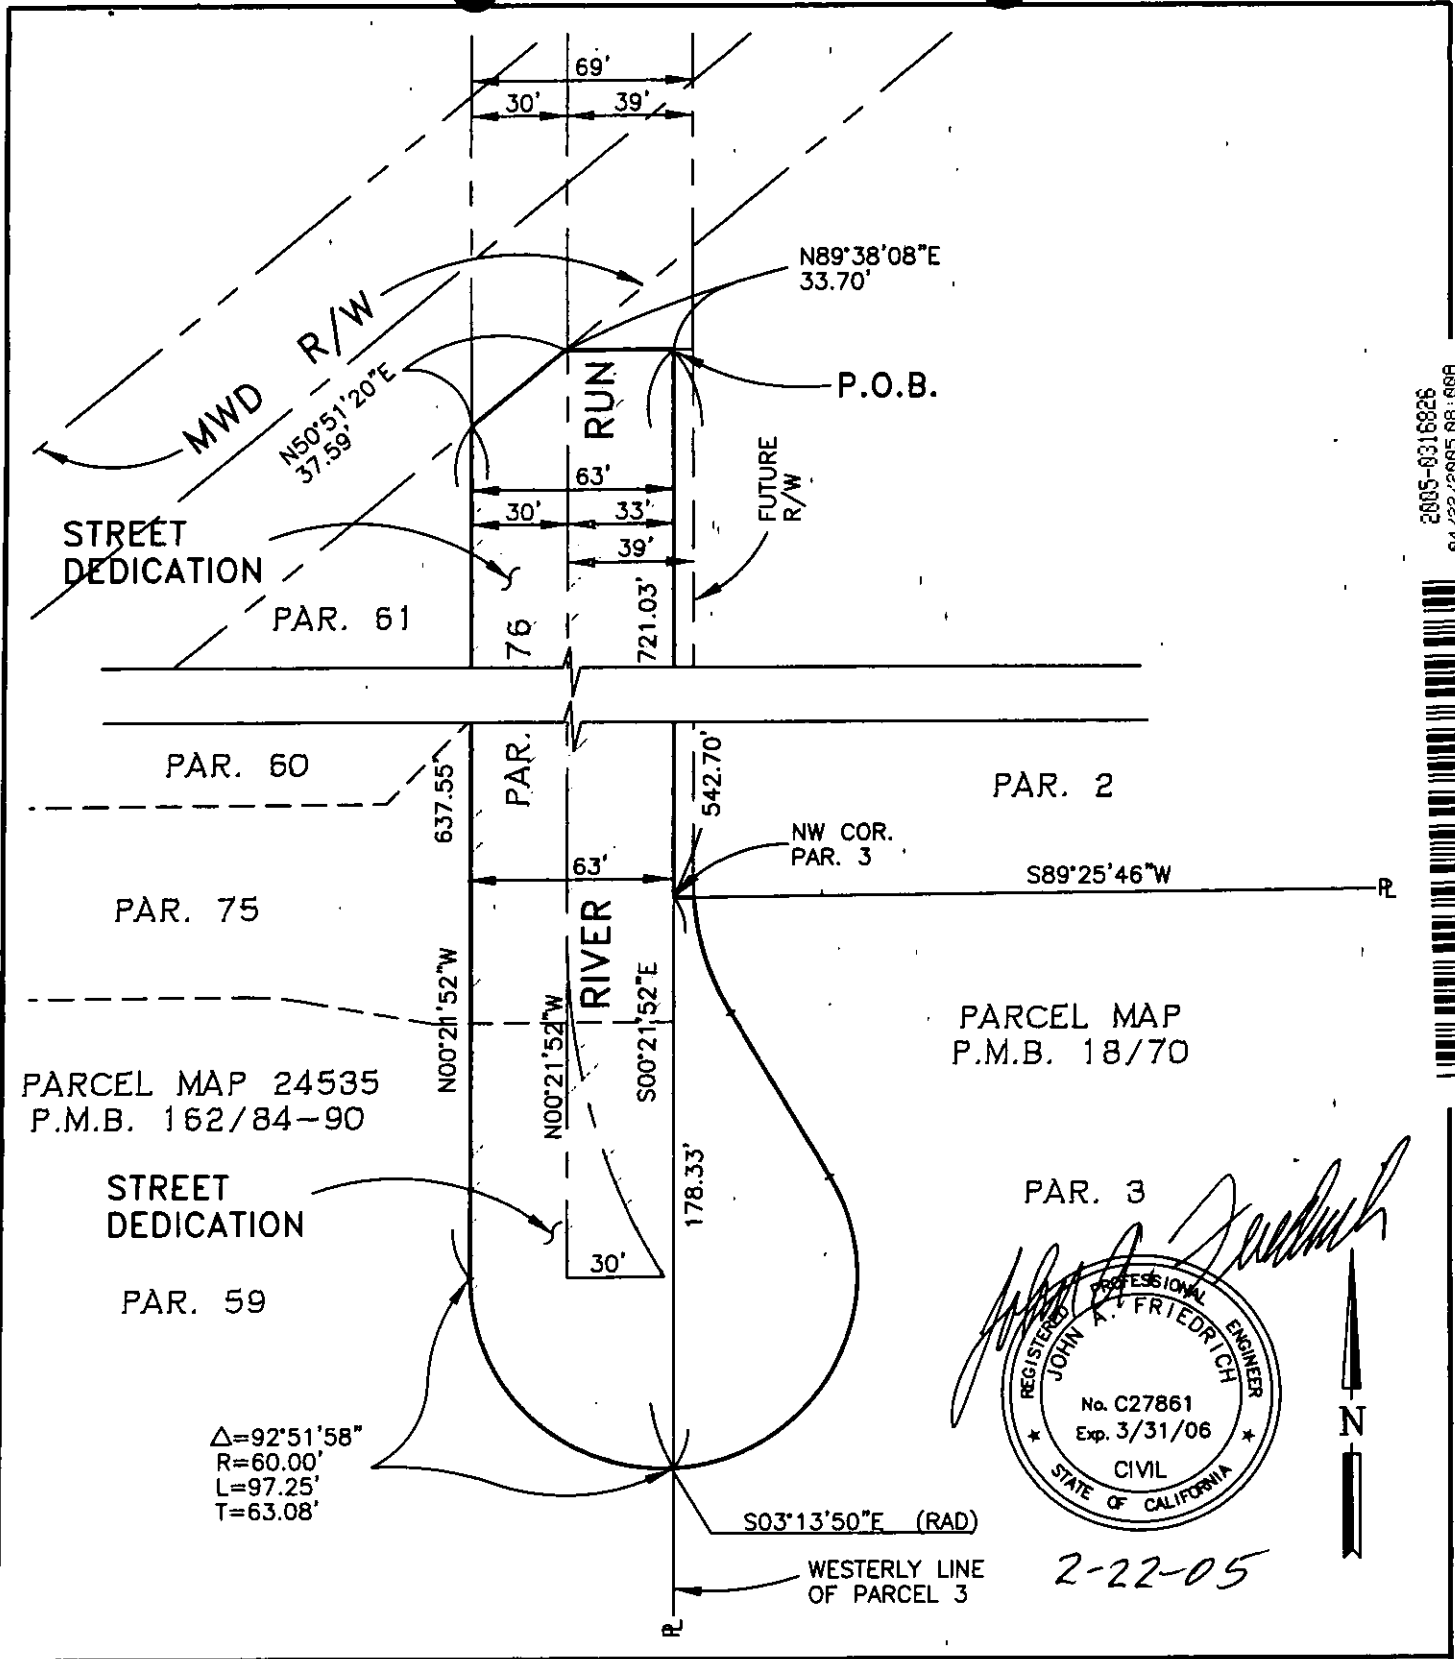 69'
30'
39'
N89°38'08"E
33.70'
MWD R/W
N50°51'20"E
37.59'
RUN
P.O.B.
63'
30'
33'
39'
FUTURE
R/W
STREET
DEDICATION
PAR. 61
76
721.03'
2005-0316826
PAR. 60
637.55'
PAR.
542.70'
PAR. 2
NW COR.
PAR. 3
63'
S89°25'46"W
PL
PAR. 75
RIVER
N00°21'52"W
N00°21'52"W
S00°21'52"E
PARCEL MAP
P.M.B. 18/70
PARCEL MAP 24535
P.M.B. 162/84-90
STREET
DEDICATION
178.33'
PAR. 3
30'
PAR. 59
REGISTERED PROFESSIONAL ENGINEER
JOHN A. FRIEDRICH
No. C27861
Exp. 3/31/06
CIVIL
STATE OF CALIFORNIA
N
Δ=92°51'58"
R=60.00'
L=97.25'
T=63.08'
S03°13'50"E (RAD)
WESTERLY LINE
OF PARCEL 3
2-22-05
PL